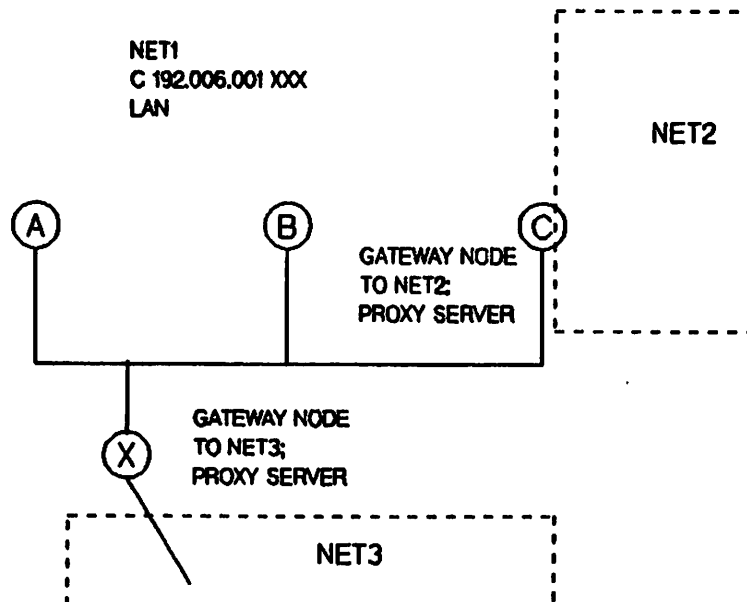 NET1
C 192.006.001 XXX
LAN
NET2
A
B
C
GATEWAY NODE
TO NET2;
PROXY SERVER
GATEWAY NODE
TO NET3;
PROXY SERVER
X
NET3